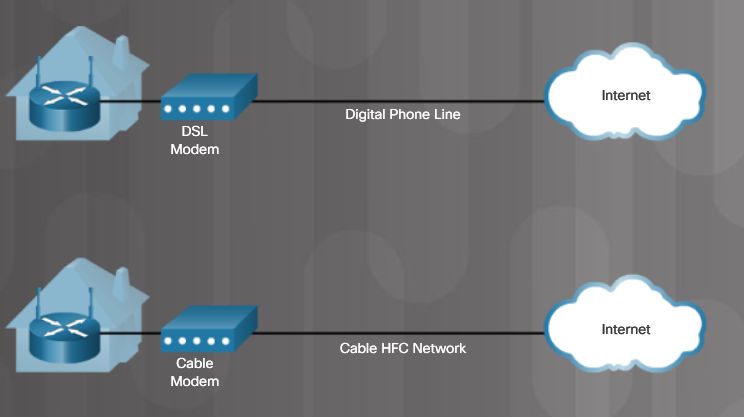 Internet
Digital Phone Line
DSL
Modem
Internet
Cable HFC Network
Cable
Modem